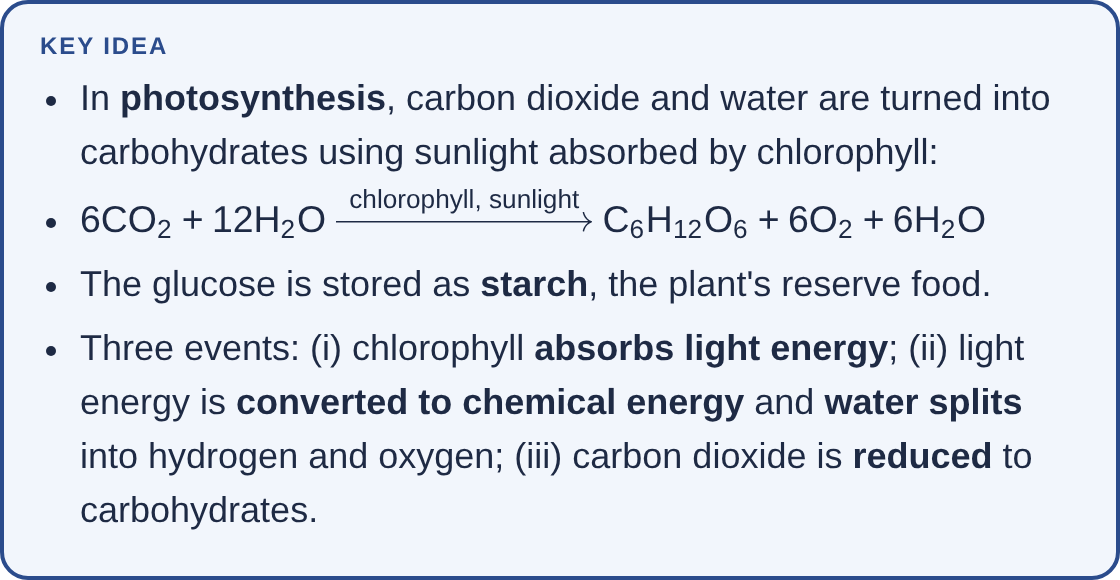 KEY IDEA
• In photosynthesis, carbon dioxide and water are turned into
carbohydrates using sunlight absorbed by chlorophyll:
• 6CO₂ + 12H₂O chlorophyll, sunlight→ C₆H₁₂O₆ + 6O₂ + 6H₂O
• The glucose is stored as starch, the plant's reserve food.
• Three events: (i) chlorophyll absorbs light energy; (ii) light
energy is converted to chemical energy and water splits
into hydrogen and oxygen; (iii) carbon dioxide is reduced to
carbohydrates.